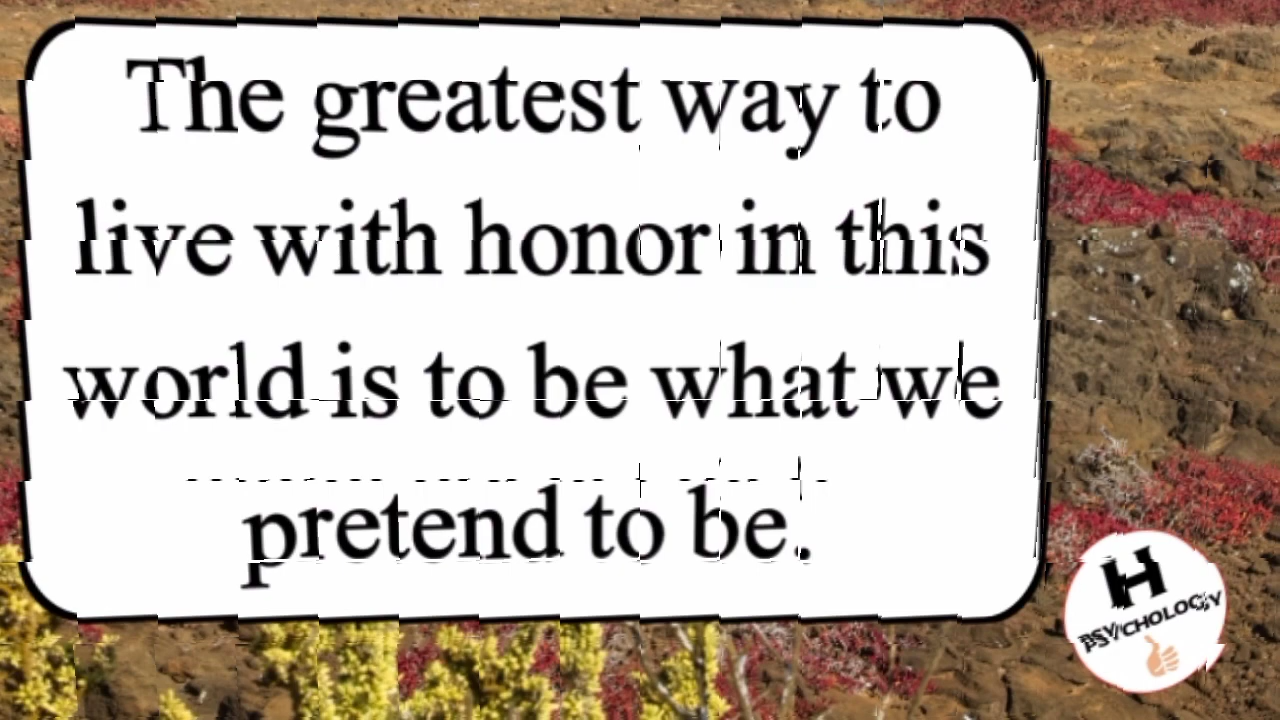 The greatest way to
live with honor in this
world is to be what we
pretend to be.
H
PSYCHOLOGY